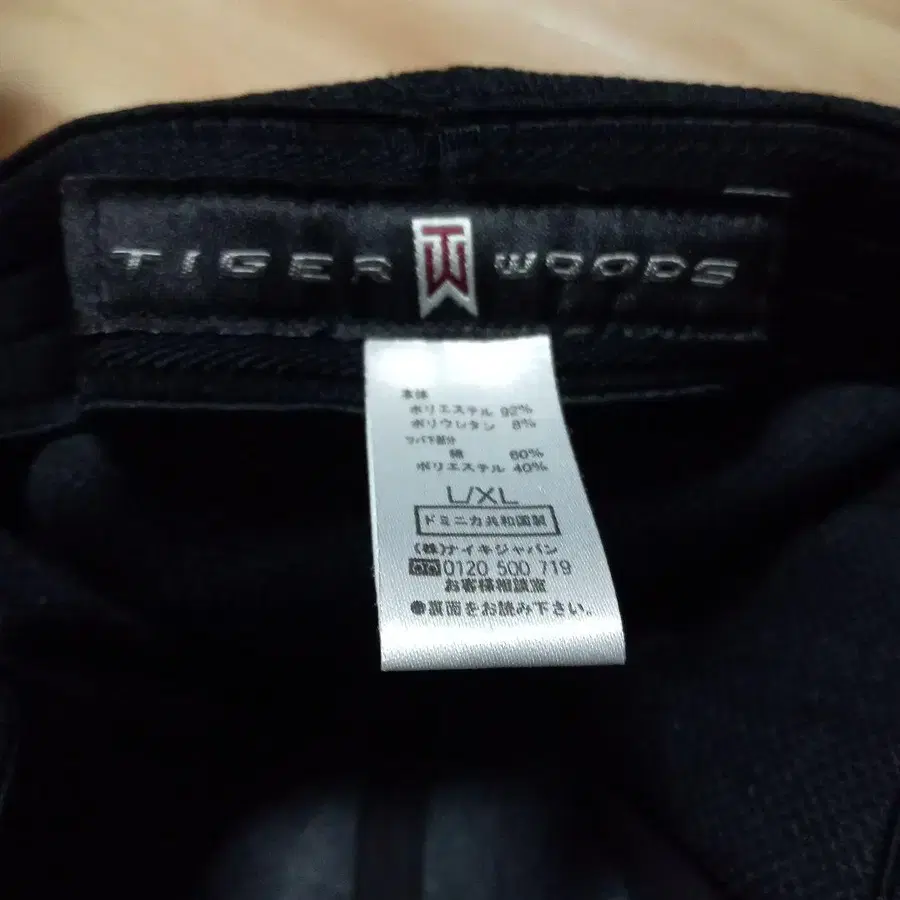 TIGER TW WOODS
本体
ポリエステル 92%
ポリウレタン 8%
ツバ下部分
綿 60%
ポリエステル 40%
L/XL
ドミニカ共和国製
(株)ナイキジャパン
0120 500 719
お客様相談室
●裏面をお読み下さい。